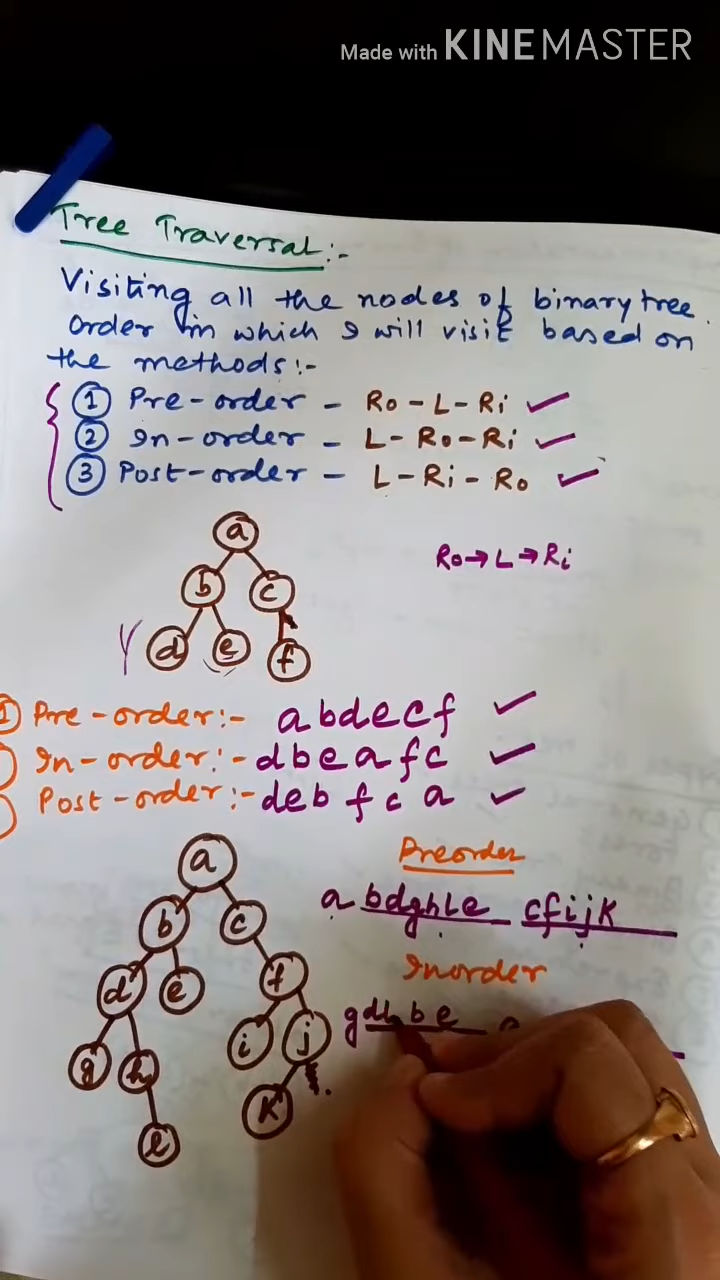 Made with KINEMASTER
Tree Traversal:-
Visiting all the nodes of binary tree.
Order in which I will visit based on
the methods:-
① Pre-order - Ro-L-Ri ✓
② In-order - L-Ro-Ri ✓
③ Post-order - L-Ri-Ro ✓
a
Ro→L→Ri
b c
d e f
① Pre-order:- abdecf ✓
In-order:- dbeafc ✓
Post-order:- debfca ✓
a
Preorder
a bdghle cfijk
b c
Inorder
d e f
gdhbe
i j
g h
k
l